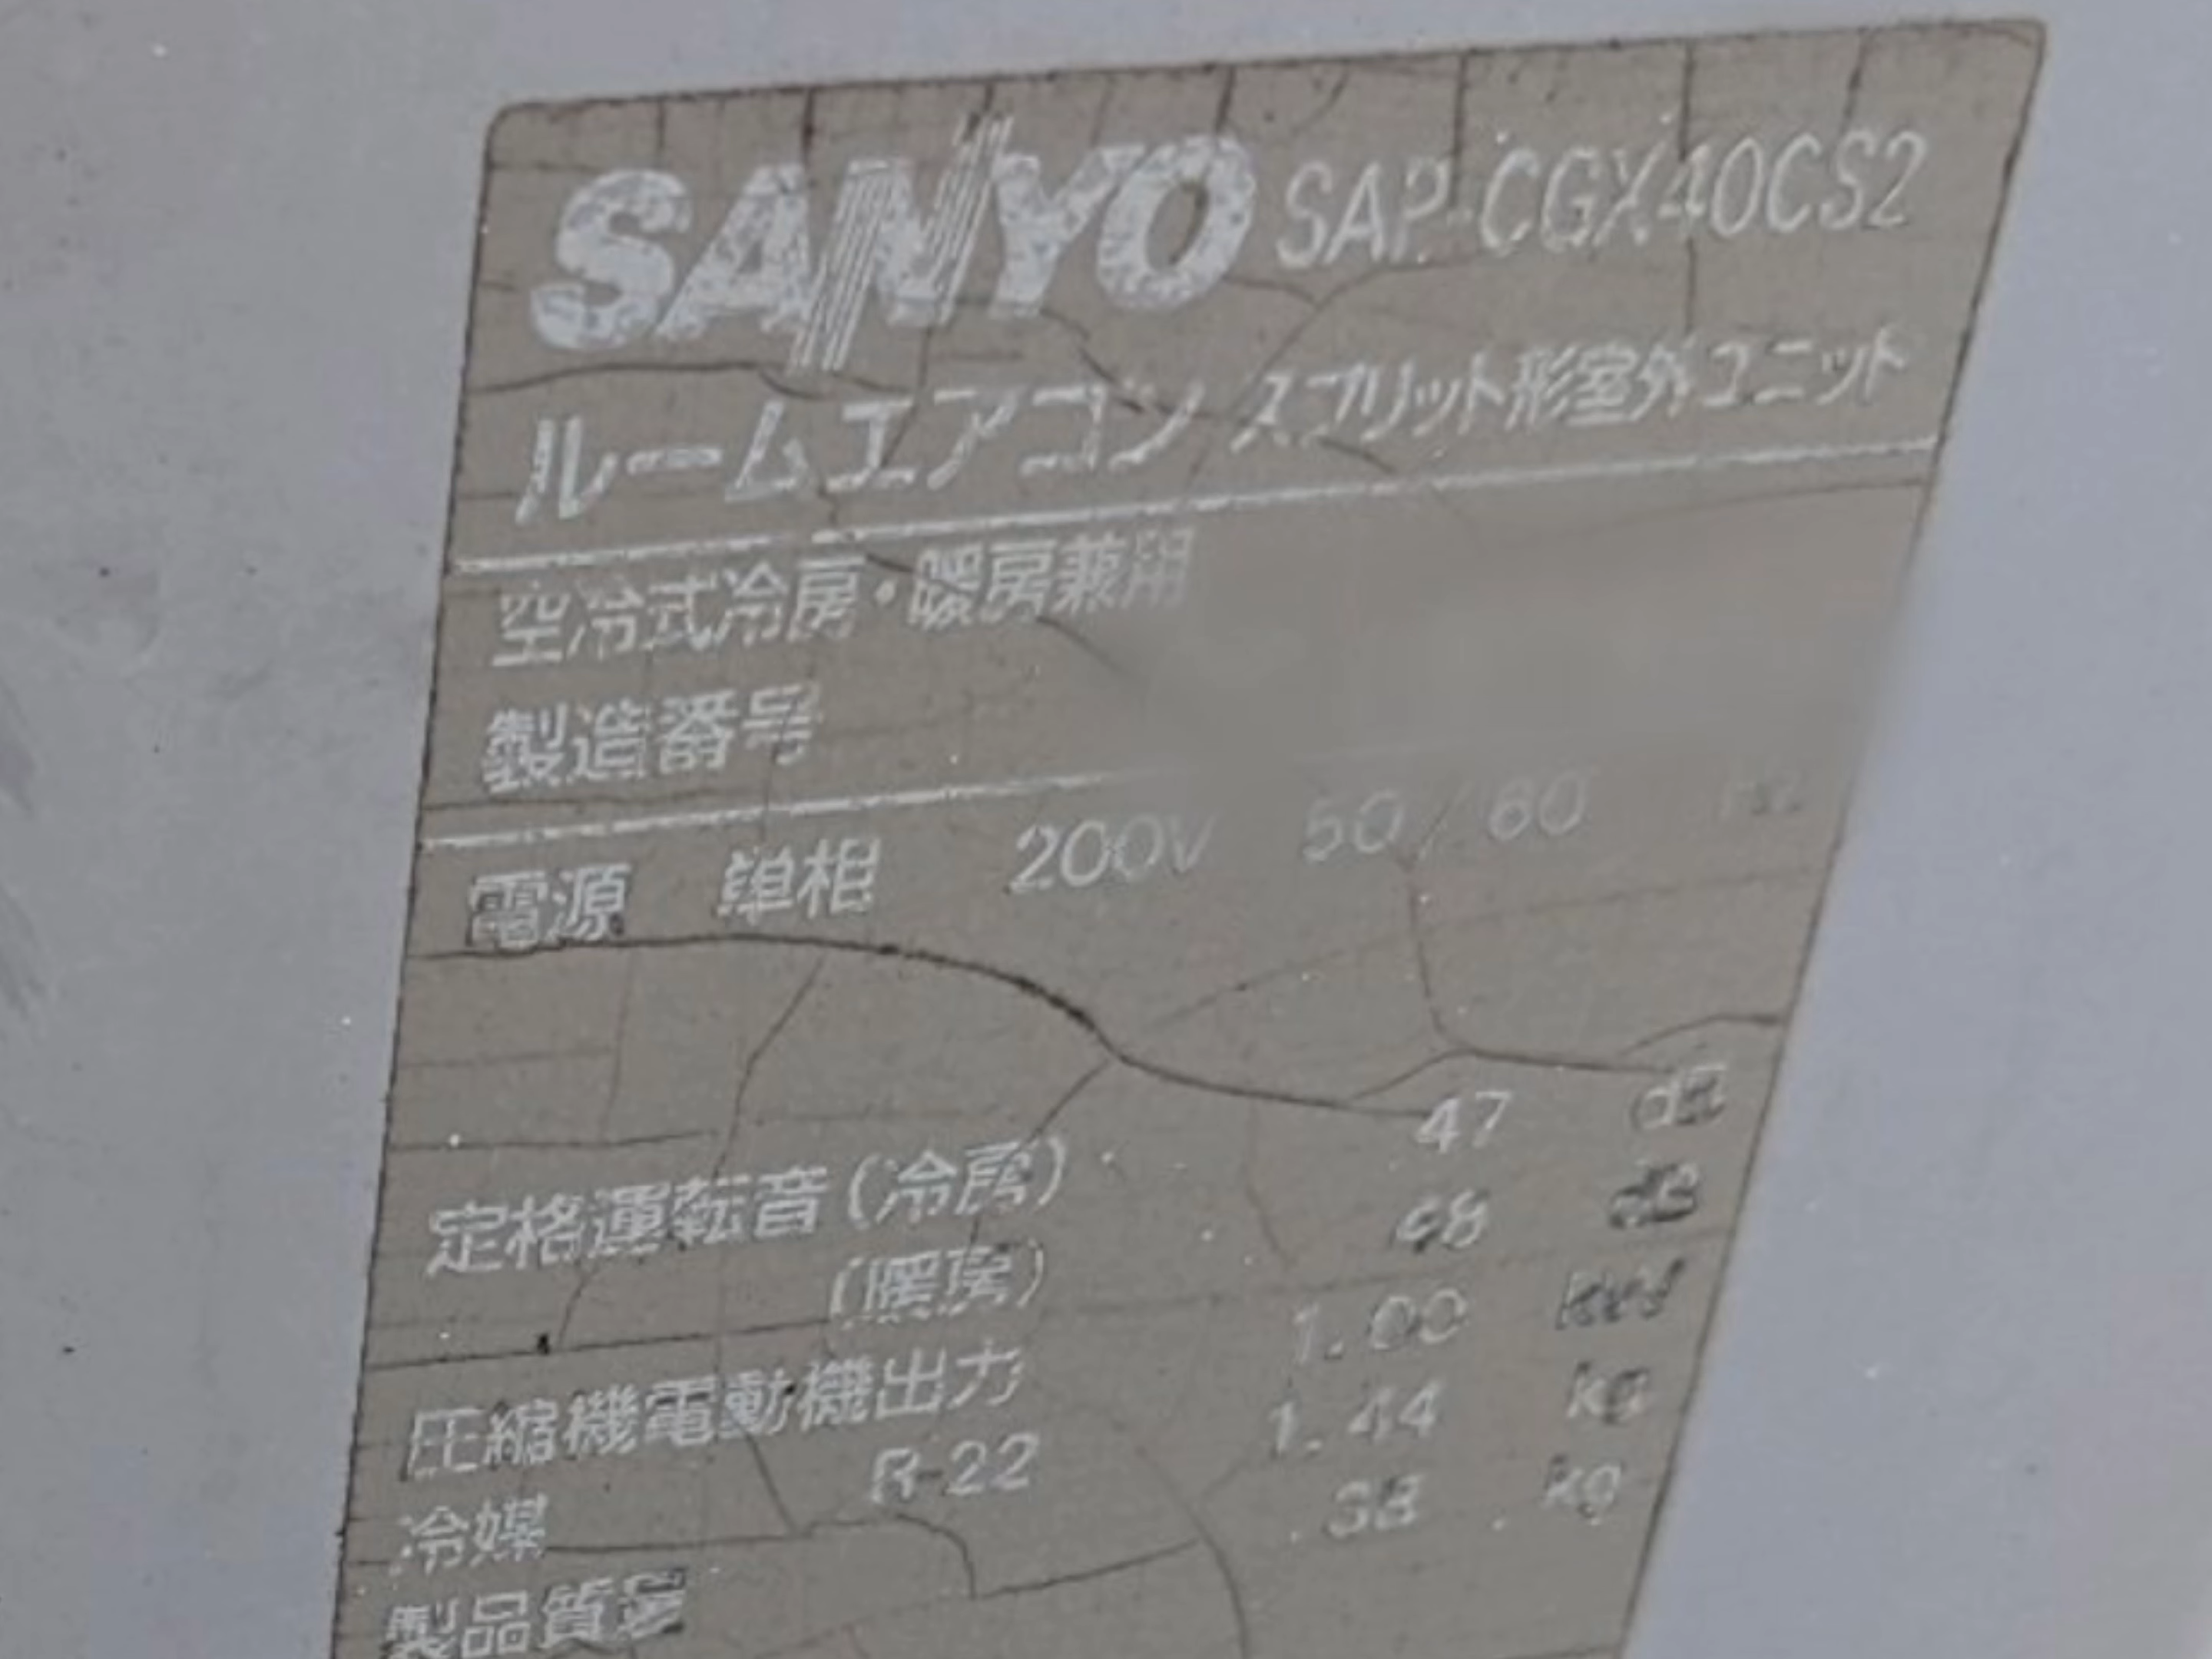 SANYO SAP-CGX40CS2
ルームエアコン スプリット形室外ユニット
空冷式冷房・暖房兼用
製造番号
電源 単相 200V 50/60 Hz
定格運転音(冷房) 47 dB
(暖房) 48 dB
圧縮機電動機出力 1.00 kW
冷媒 R-22 1.44 kg
製品質量 38 kg